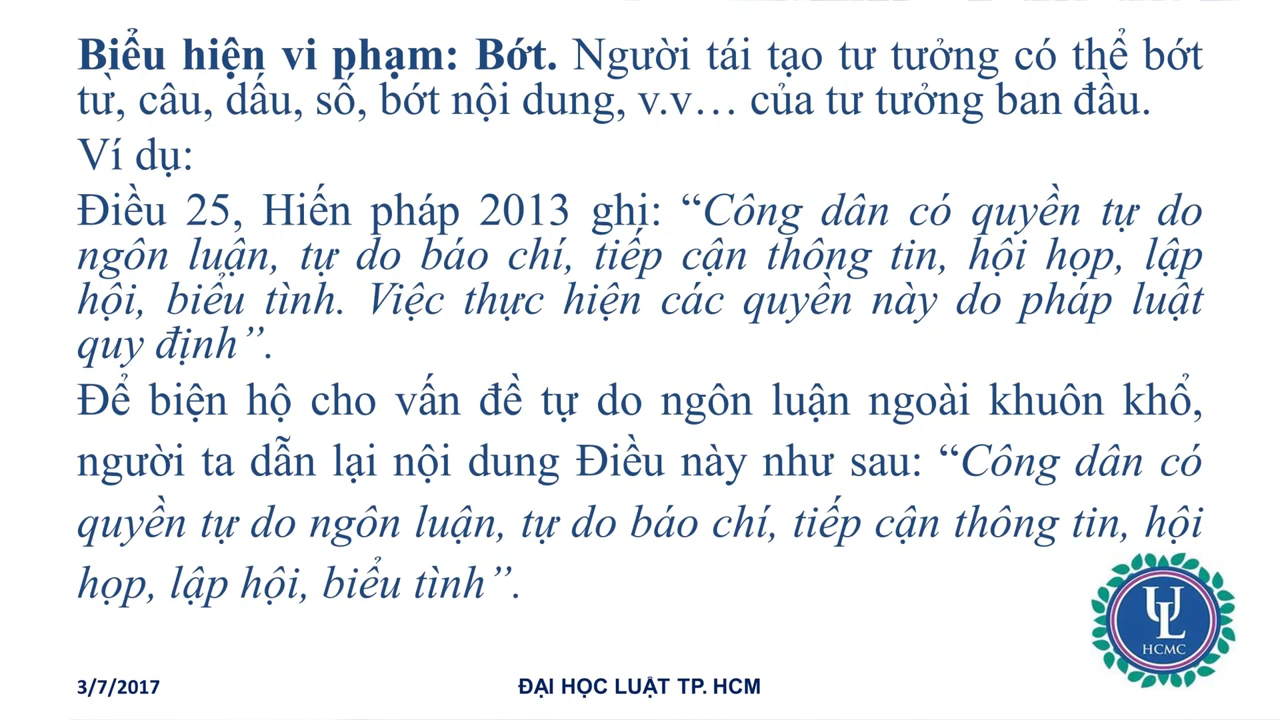 Biểu hiện vi phạm: Bớt. Người tái tạo tư tưởng có thể bớt
từ, câu, dấu, số, bớt nội dung, v.v… của tư tưởng ban đầu.
Ví dụ:
Điều 25, Hiến pháp 2013 ghi: “Công dân có quyền tự do
ngôn luận, tự do báo chí, tiếp cận thông tin, hội họp, lập
hội, biểu tình. Việc thực hiện các quyền này do pháp luật
quy định”.
Để biện hộ cho vấn đề tự do ngôn luận ngoài khuôn khổ,
người ta dẫn lại nội dung Điều này như sau: “Công dân có
quyền tự do ngôn luận, tự do báo chí, tiếp cận thông tin, hội
họp, lập hội, biểu tình”.
UL
HCMC
3/7/2017
ĐẠI HỌC LUẬT TP. HCM